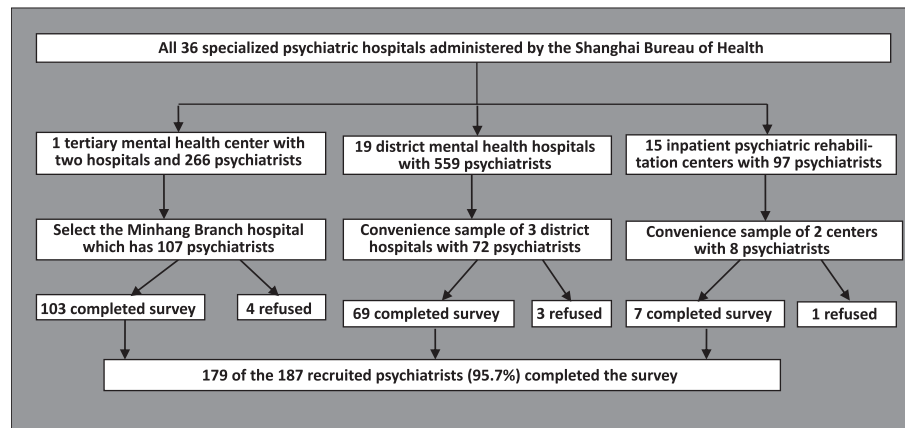 All 36 specialized psychiatric hospitals administered by the Shanghai Bureau of Health
1 tertiary mental health center with
two hospitals and 266 psychiatrists
19 district mental health hospitals
with 559 psychiatrists
15 inpatient psychiatric rehabili-
tation centers with 97 psychiatrists
Select the Minhang Branch hospital
which has 107 psychiatrists
Convenience sample of 3 district
hospitals with 72 psychiatrists
Convenience sample of 2 centers
with 8 psychiatrists
103 completed survey
4 refused
69 completed survey
3 refused
7 completed survey
1 refused
179 of the 187 recruited psychiatrists (95.7%) completed the survey